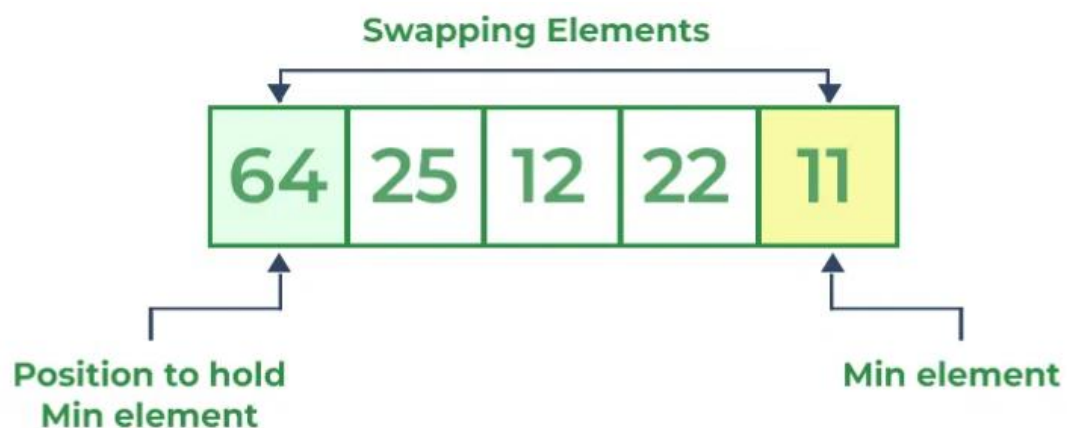 Swapping Elements
64 25 12 22 11
Position to hold
Min element
Min element